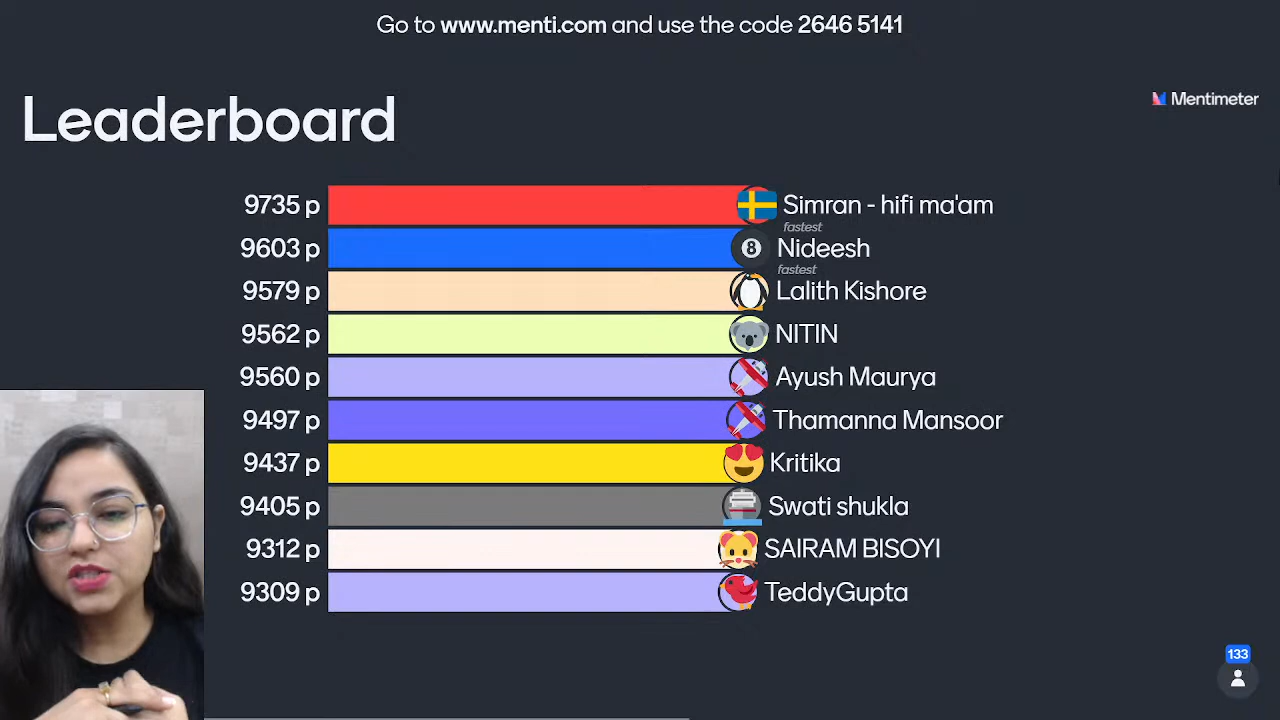 Go to www.menti.com and use the code 2646 5141
Leaderboard
Mentimeter
9735 p Simran - hifi ma'am
fastest
9603 p 8 Nideesh
fastest
9579 p Lalith Kishore
9562 p NITIN
9560 p Ayush Maurya
9497 p Thamanna Mansoor
9437 p Kritika
9405 p Swati shukla
9312 p SAIRAM BISOYI
9309 p TeddyGupta
133